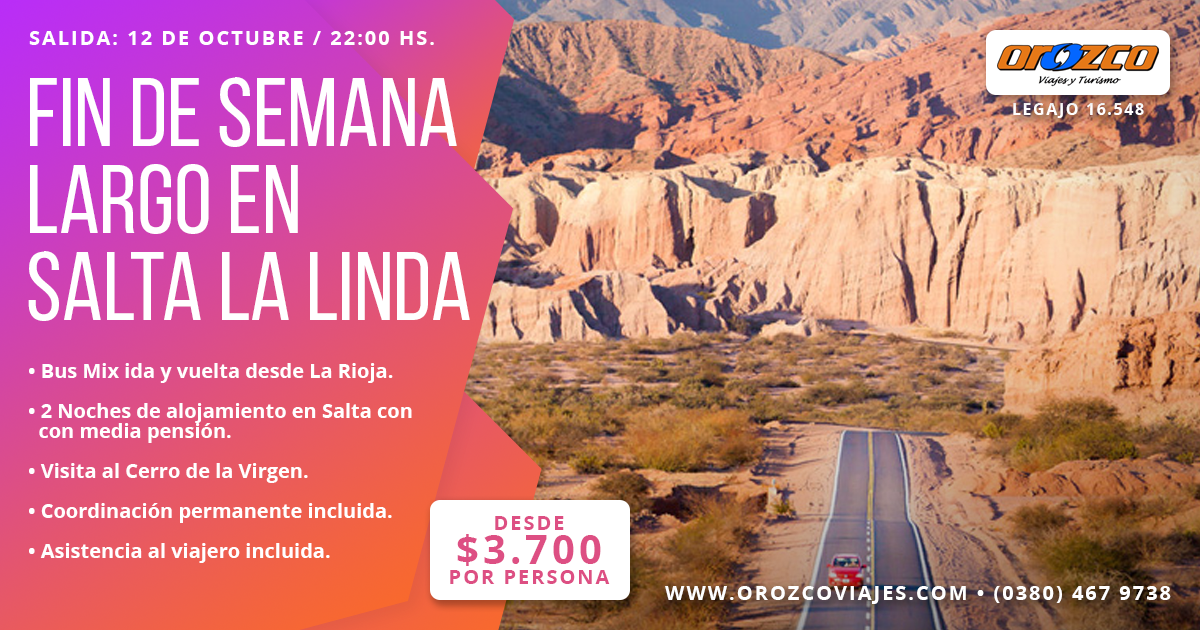 SALIDA: 12 DE OCTUBRE / 22:00 HS.
FIN DE SEMANA
LARGO EN
SALTA LA LINDA
• Bus Mix ida y vuelta desde La Rioja.
• 2 Noches de alojamiento en Salta con
con media pensión.
• Visita al Cerro de la Virgen.
• Coordinación permanente incluida.
• Asistencia al viajero incluida.
DESDE
$3.700
POR PERSONA
orozco
Viajes y Turismo
LEGAJO 16.548
WWW.OROZCOVIAJES.COM • (0380) 467 9738